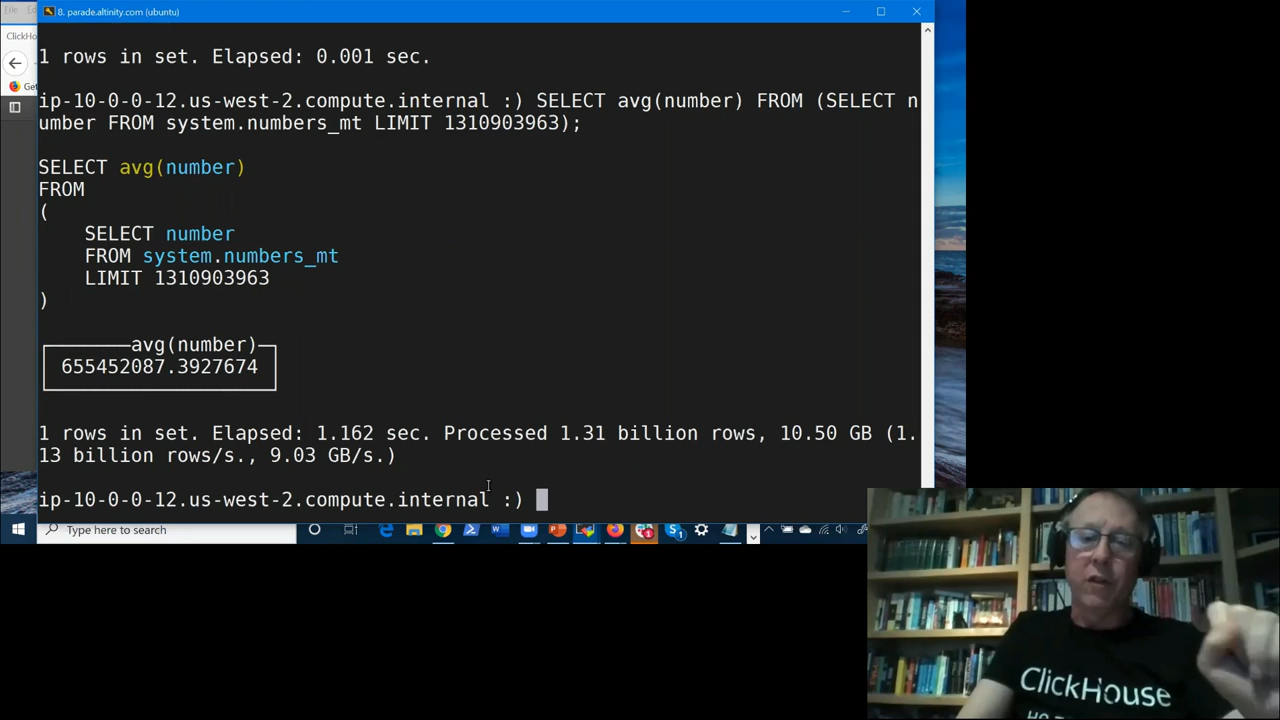 8. parade.altinity.com (ubuntu)
File
ClickHo
Get
1 rows in set. Elapsed: 0.001 sec.
ip-10-0-0-12.us-west-2.compute.internal :) SELECT avg(number) FROM (SELECT n
umber FROM system.numbers_mt LIMIT 1310903963);
SELECT avg(number)
FROM
(
SELECT number
FROM system.numbers_mt
LIMIT 1310903963
)
avg(number)
655452087.3927674
1 rows in set. Elapsed: 1.162 sec. Processed 1.31 billion rows, 10.50 GB (1.
13 billion rows/s., 9.03 GB/s.)
ip-10-0-0-12.us-west-2.compute.internal :)
Type here to search
ClickHouse